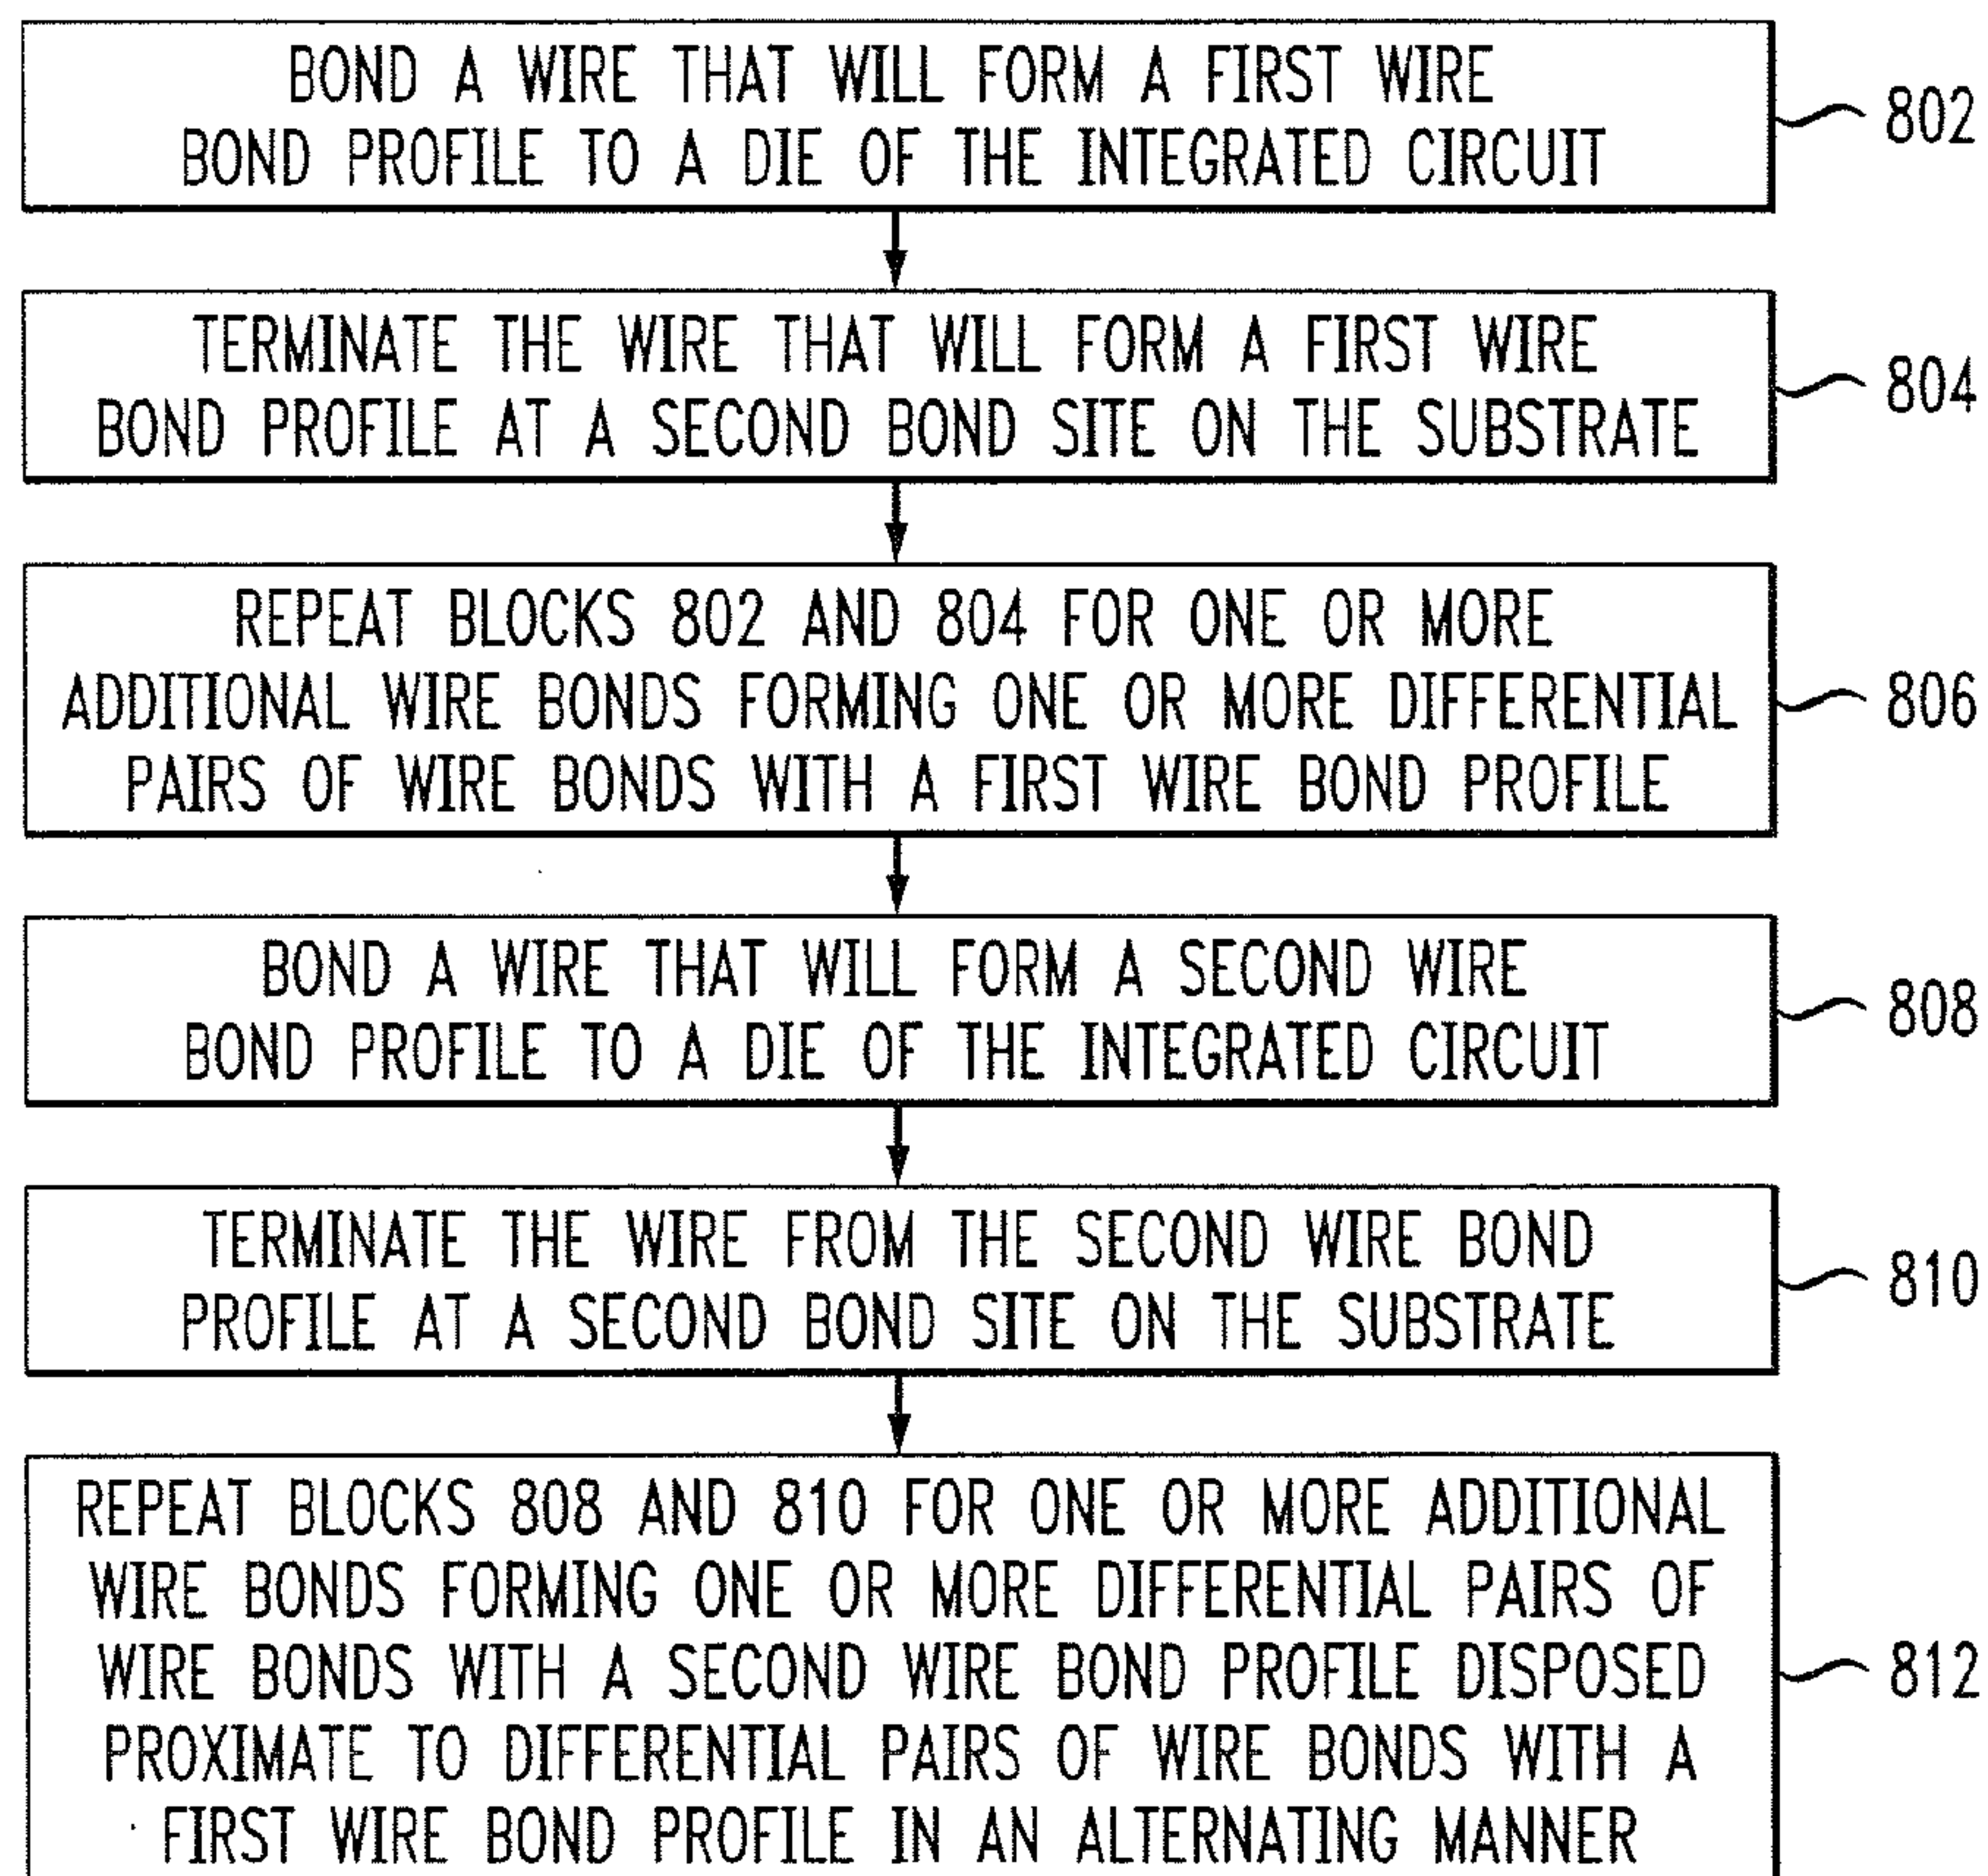 BOND A WIRE THAT WILL FORM A FIRST WIRE
BOND PROFILE TO A DIE OF THE INTEGRATED CIRCUIT
802
TERMINATE THE WIRE THAT WILL FORM A FIRST WIRE
BOND PROFILE AT A SECOND BOND SITE ON THE SUBSTRATE
804
REPEAT BLOCKS 802 AND 804 FOR ONE OR MORE
ADDITIONAL WIRE BONDS FORMING ONE OR MORE DIFFERENTIAL
PAIRS OF WIRE BONDS WITH A FIRST WIRE BOND PROFILE
806
BOND A WIRE THAT WILL FORM A SECOND WIRE
BOND PROFILE TO A DIE OF THE INTEGRATED CIRCUIT
808
TERMINATE THE WIRE FROM THE SECOND WIRE BOND
PROFILE AT A SECOND BOND SITE ON THE SUBSTRATE
810
REPEAT BLOCKS 808 AND 810 FOR ONE OR MORE ADDITIONAL
WIRE BONDS FORMING ONE OR MORE DIFFERENTIAL PAIRS OF
WIRE BONDS WITH A SECOND WIRE BOND PROFILE DISPOSED
PROXIMATE TO DIFFERENTIAL PAIRS OF WIRE BONDS WITH A
FIRST WIRE BOND PROFILE IN AN ALTERNATING MANNER
812